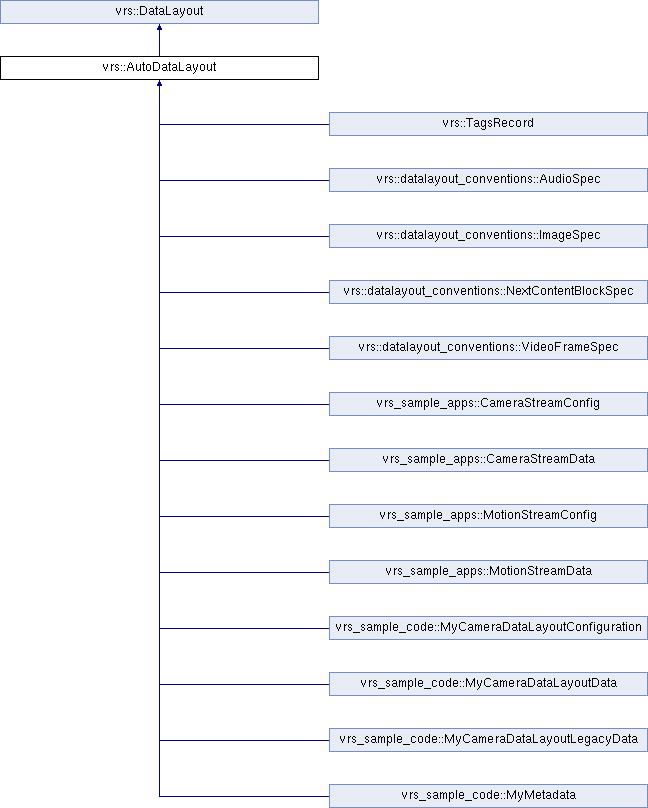 vrs::DataLayout
vrs::AutoDataLayout
vrs::TagsRecord
vrs::datalayout_conventions::AudioSpec
vrs::datalayout_conventions::ImageSpec
vrs::datalayout_conventions::NextContentBlockSpec
vrs::datalayout_conventions::VideoFrameSpec
vrs_sample_apps::CameraStreamConfig
vrs_sample_apps::CameraStreamData
vrs_sample_apps::MotionStreamConfig
vrs_sample_apps::MotionStreamData
vrs_sample_code::MyCameraDataLayoutConfiguration
vrs_sample_code::MyCameraDataLayoutData
vrs_sample_code::MyCameraDataLayoutLegacyData
vrs_sample_code::MyMetadata